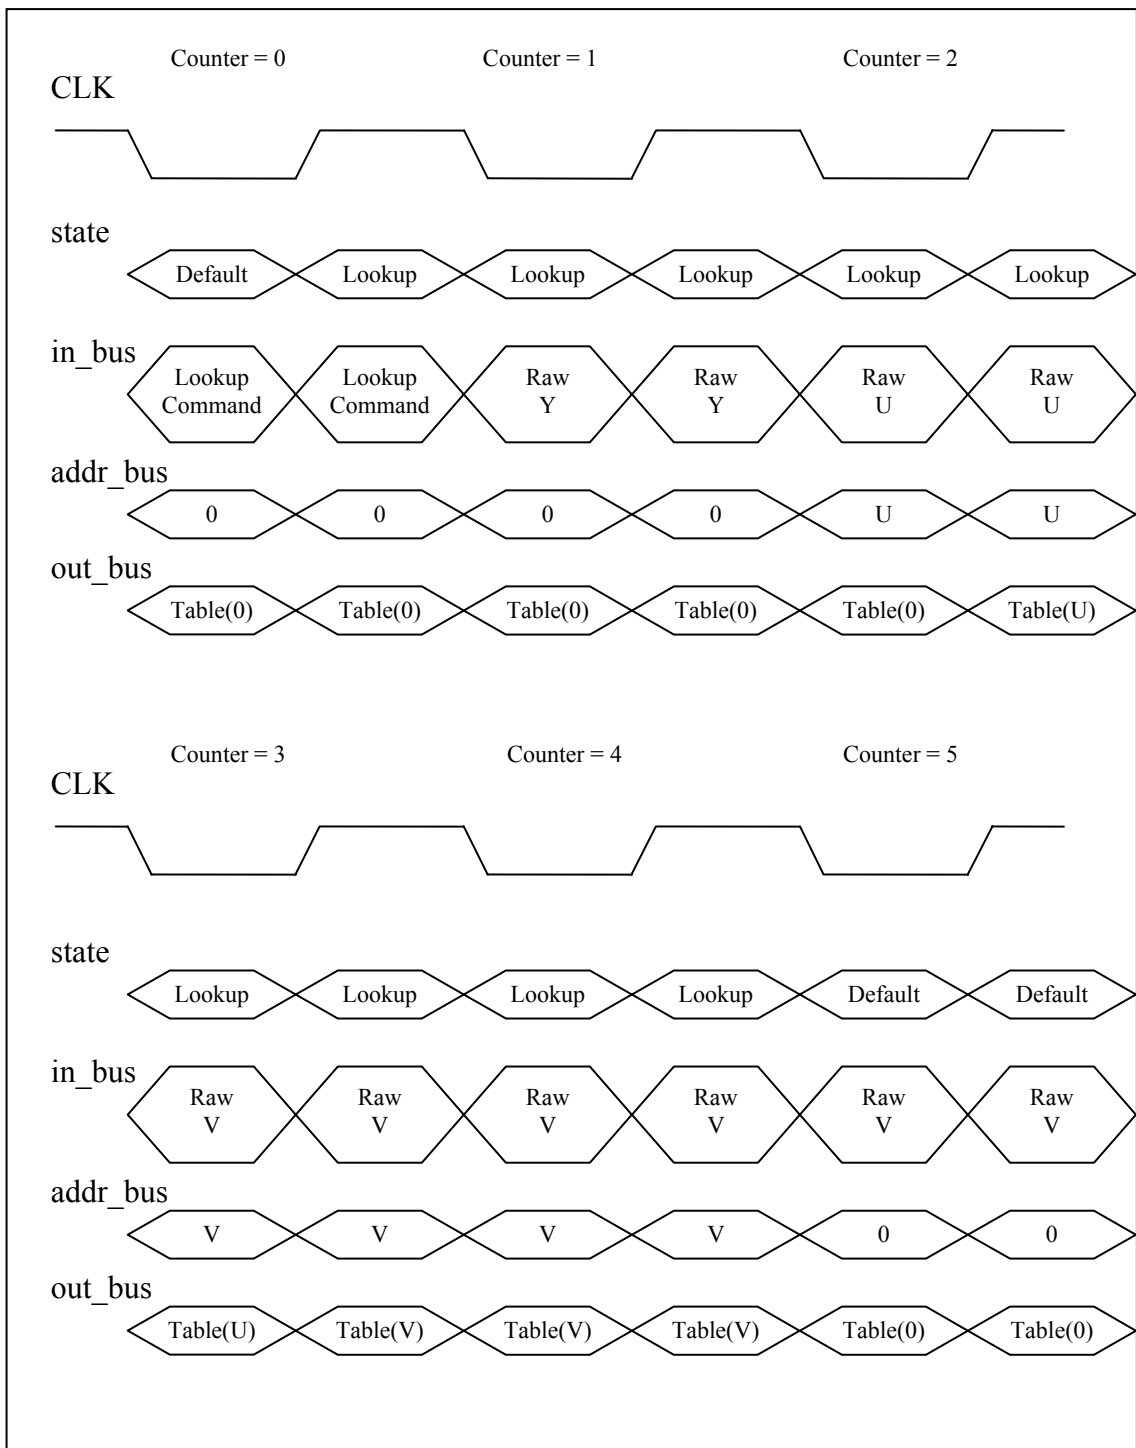 Counter = 0 Counter = 1 Counter = 2
CLK
state
Default Lookup Lookup Lookup Lookup Lookup
in_bus
Lookup Lookup Raw Raw Raw Raw
Command Command Y Y U U
addr_bus
0 0 0 0 U U
out_bus
Table(0) Table(0) Table(0) Table(0) Table(0) Table(U)
Counter = 3 Counter = 4 Counter = 5
CLK
state
Lookup Lookup Lookup Lookup Default Default
in_bus
Raw Raw Raw Raw Raw Raw
V V V V V V
addr_bus
V V V V 0 0
out_bus
Table(U) Table(V) Table(V) Table(V) Table(0) Table(0)